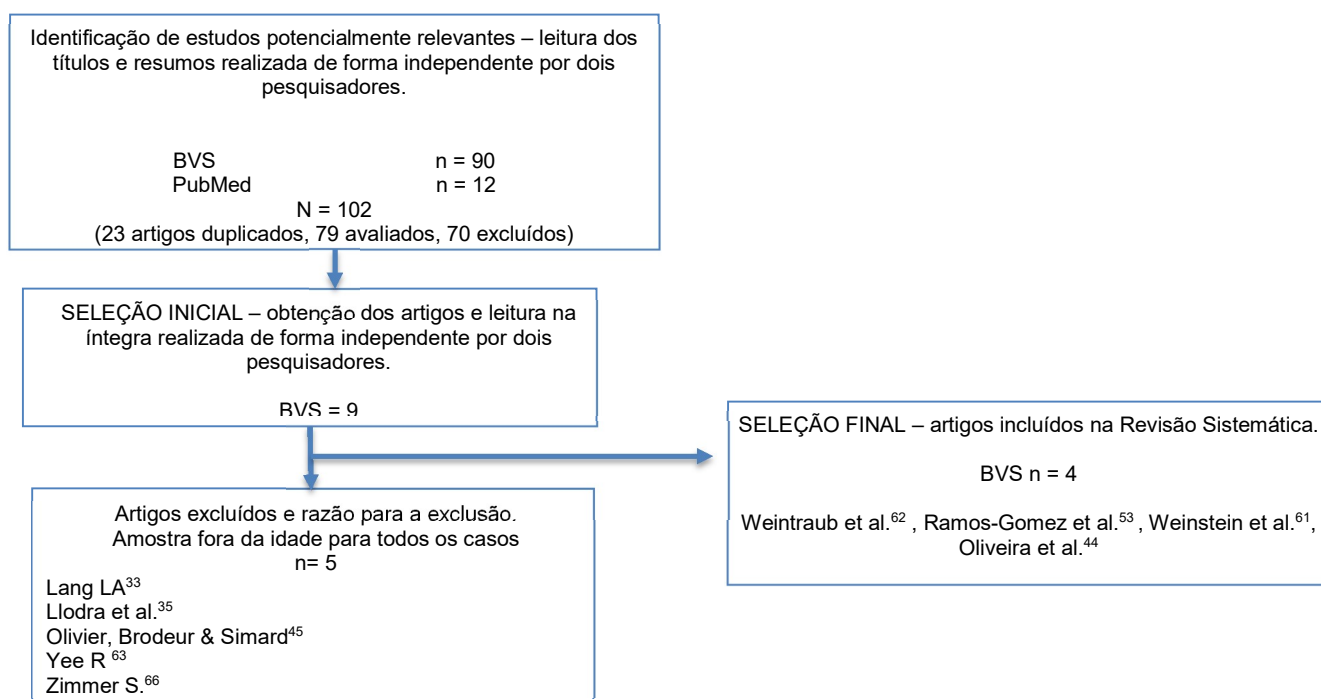 Identificação de estudos potencialmente relevantes – leitura dos
títulos e resumos realizada de forma independente por dois
pesquisadores.
BVS n = 90
PubMed n = 12
N = 102
(23 artigos duplicados, 79 avaliados, 70 excluídos)
SELEÇÃO INICIAL – obtenção dos artigos e leitura na
íntegra realizada de forma independente por dois
pesquisadores.
BVS = 9
SELEÇÃO FINAL – artigos incluídos na Revisão Sistemática.
BVS n = 4
Weintraub et al.⁶² , Ramos-Gomez et al.⁵³ , Weinstein et al.⁶¹,
Oliveira et al.⁴⁴
Artigos excluídos e razão para a exclusão.
Amostra fora da idade para todos os casos
n= 5
Lang LA³³
Llodra et al.³⁵
Olivier, Brodeur & Simard⁴⁵
Yee R ⁶³
Zimmer S.⁶⁶